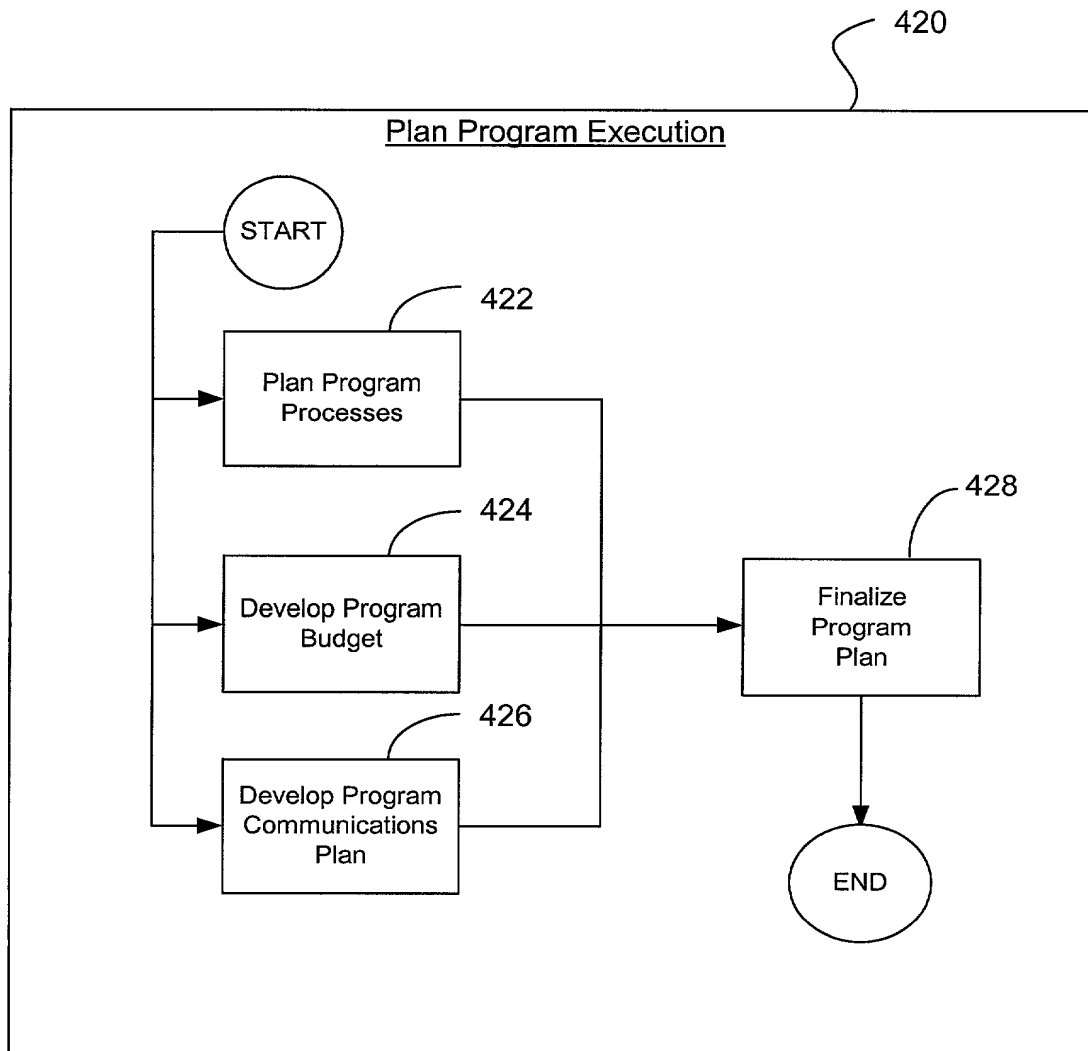 420
Plan Program Execution
START
422
Plan Program
Processes
424
Develop Program
Budget
426
Develop Program
Communications
Plan
428
Finalize
Program
Plan
END